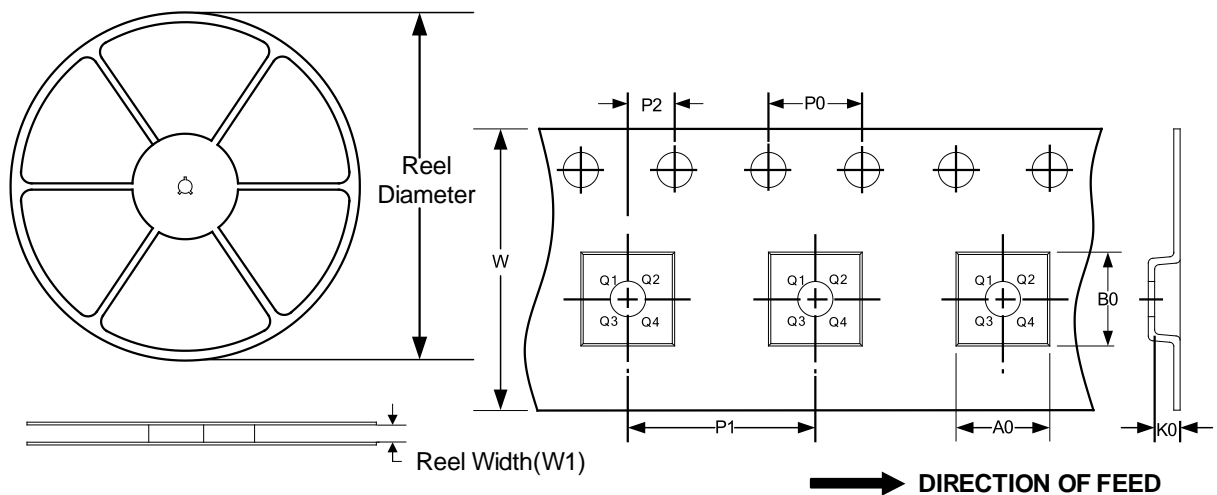 Reel
Diameter
Reel Width(W1)
P2
P0
W
Q1 Q2
Q3 Q4
Q1 Q2
Q3 Q4
Q1 Q2
Q3 Q4
B0
P1
A0
K0
DIRECTION OF FEED